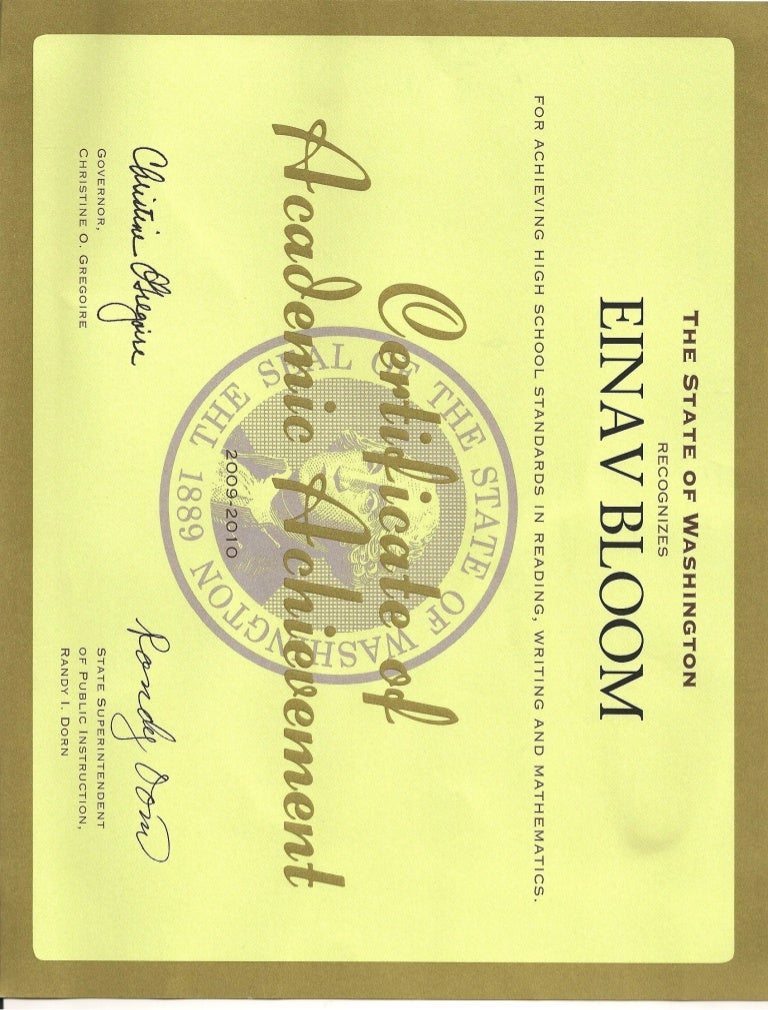 THE STATE OF WASHINGTON
RECOGNIZES
EINAV BLOOM
FOR ACHIEVING HIGH SCHOOL STANDARDS IN READING, WRITING AND MATHEMATICS.
Certificate of
Academic Achievement
2009-2010
THE SEAL OF THE STATE OF WASHINGTON
1889
Christine O Gregoire
GOVERNOR,
CHRISTINE O. GREGOIRE
Randy Dorn
STATE SUPERINTENDENT
OF PUBLIC INSTRUCTION,
RANDY I. DORN